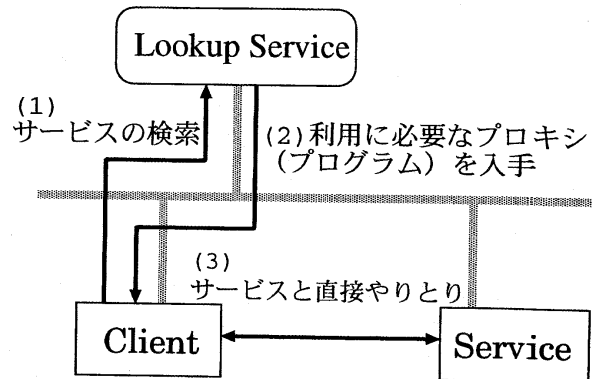 Lookup Service
(1)
サービスの検索
(2)利用に必要なプロキシ
(プログラム)を入手
(3)
サービスと直接やりとり
Client
Service